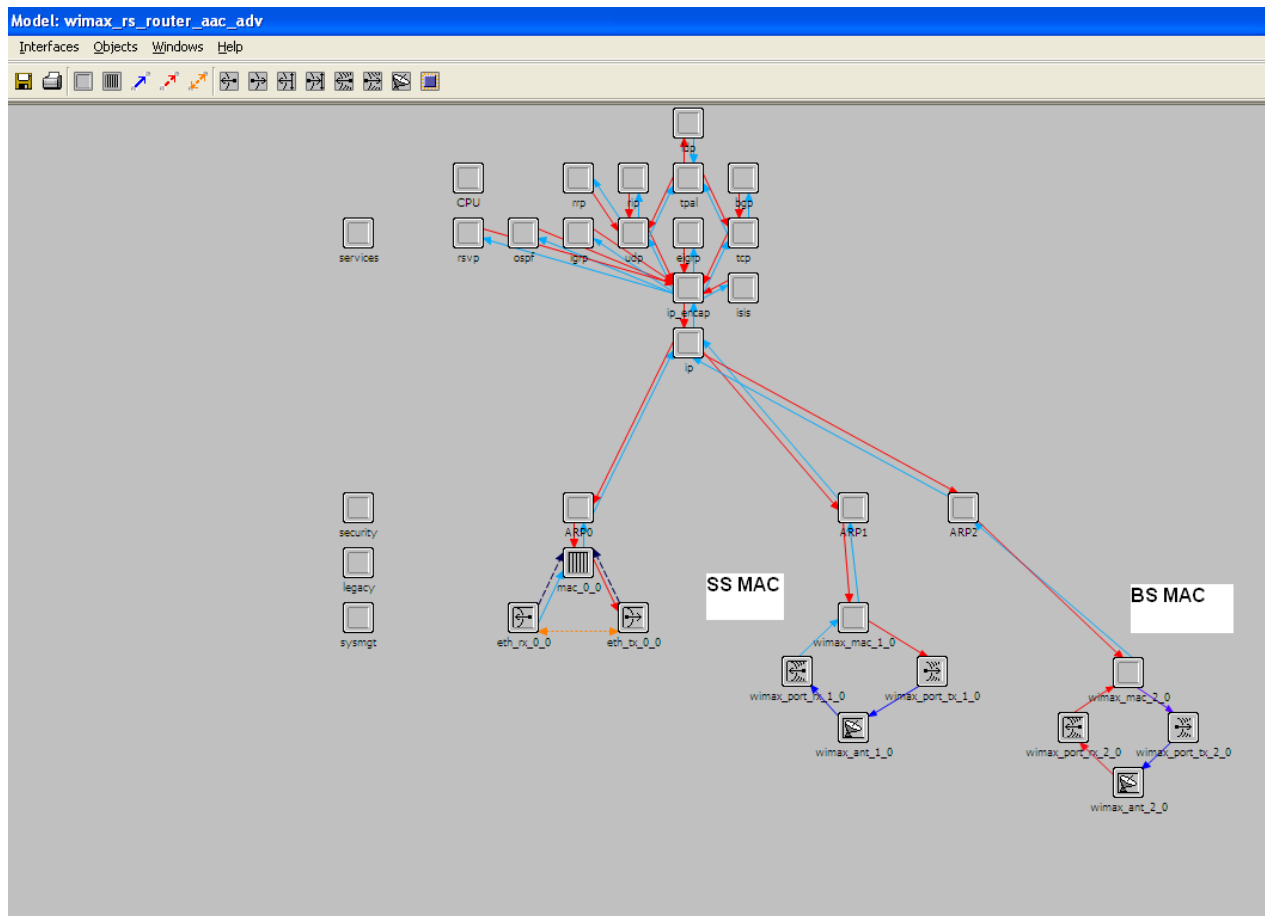 Model: wimax_rs_router_aac_adv
Interfaces Objects Windows Help
CPU rrp rip tpal bgp
services rsvp ospf igrp udp eigrp tcp
ip_encap isis
ip
security ARP0 ARP1 ARP2
legacy mac_0_0 SS MAC BS MAC
sysmgt eth_rx_0_0 eth_tx_0_0 wimax_mac_1_0
wimax_port_rx_1_0 wimax_port_tx_1_0 wimax_mac_2_0
wimax_ant_1_0 wimax_port_rx_2_0 wimax_port_tx_2_0
wimax_ant_2_0